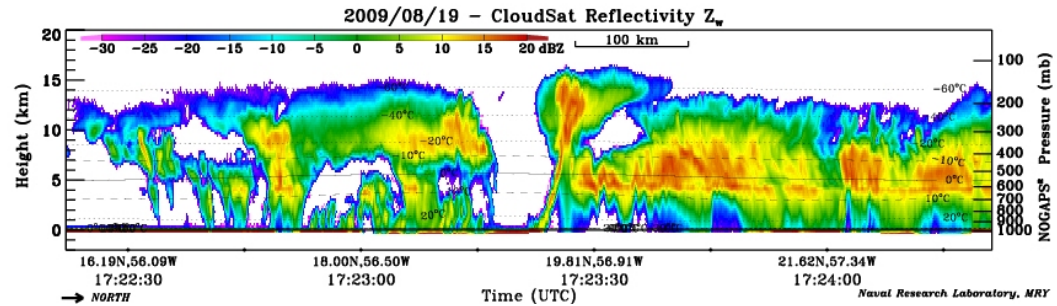 2009/08/19 - CloudSat Reflectivity Zw
-30 -25 -20 -15 -10 -5 0 5 10 15 20 dBZ
100 km
Height (km)
20
15
10
5
0
-60°C
-40°C
-20°C
10°C
20°C
-60°C
-20°C
-10°C
0°C
10°C
20°C
100
200
300
400
500
600
700
800
1000
NOGAPS* Pressure (mb)
16.19N,56.09W 18.00N,56.50W 19.81N,56.91W 21.62N,57.34W
17:22:30 17:23:00 17:23:30 17:24:00
Time (UTC)
NORTH
Naval Research Laboratory, MRY